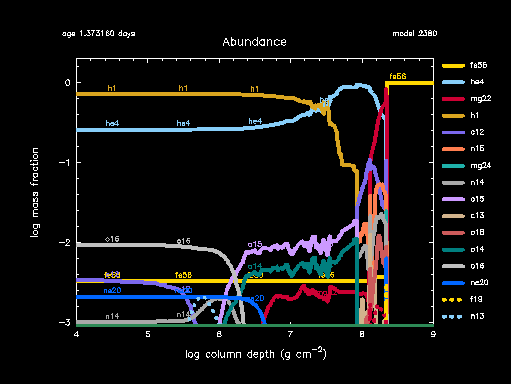 age 1.373160 days
model 2380
Abundance
log mass fraction
0
−1
−2
−3
h1 h1 h1
he4 he4 he4
fe56
o16 o16
o15
o14
fe56 fe56
c12
ne20
ne20
n14 n14
4 5 6 7 8 9
log column depth (g cm−2)
fe56
he4
mg22
h1
c12
n15
mg24
n14
o15
c13
o18
o14
o16
ne20
f19
n13